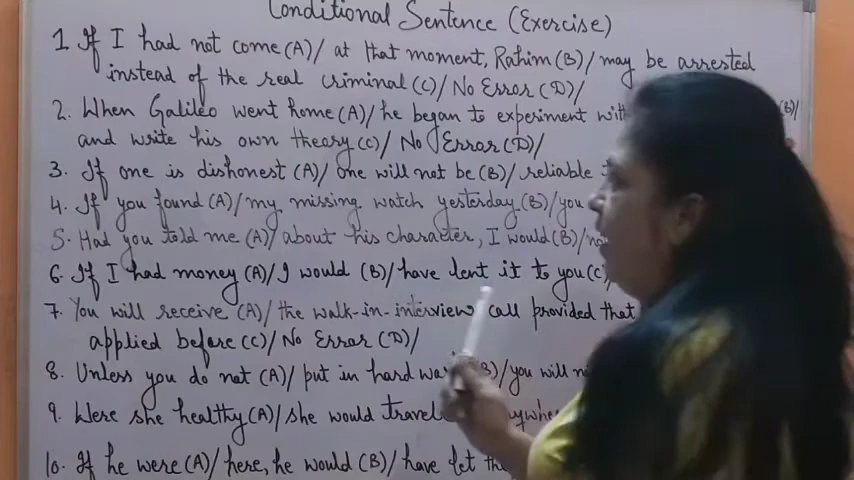 Conditional Sentence (Exercise)
1. If I had not come (A)/ at that moment, Rahim (B)/ may be arrested
instead of the real criminal (C)/ No Error (D)/
2. When Galileo went home (A)/ he began to experiment (B)/
and write his own theory (C)/ No Error (D)/
3. If one is dishonest (A)/ one will not be (B)/ reliable
4. If you found (A)/ my missing watch yesterday (B)/ you
5. Had you told me (A)/ about his character, I would (B)/
6. If I had money (A)/ I would (B)/ have lent it to you (C)
7. You will receive (A)/ the walk-in-interview call provided that
applied before (C)/ No Error (D)/
8. Unless you do not (A)/ put in hard (B)/ you will
9. Were she healthy (A)/ she would travel
10. If he were (A)/ here, he would (B)/ have let